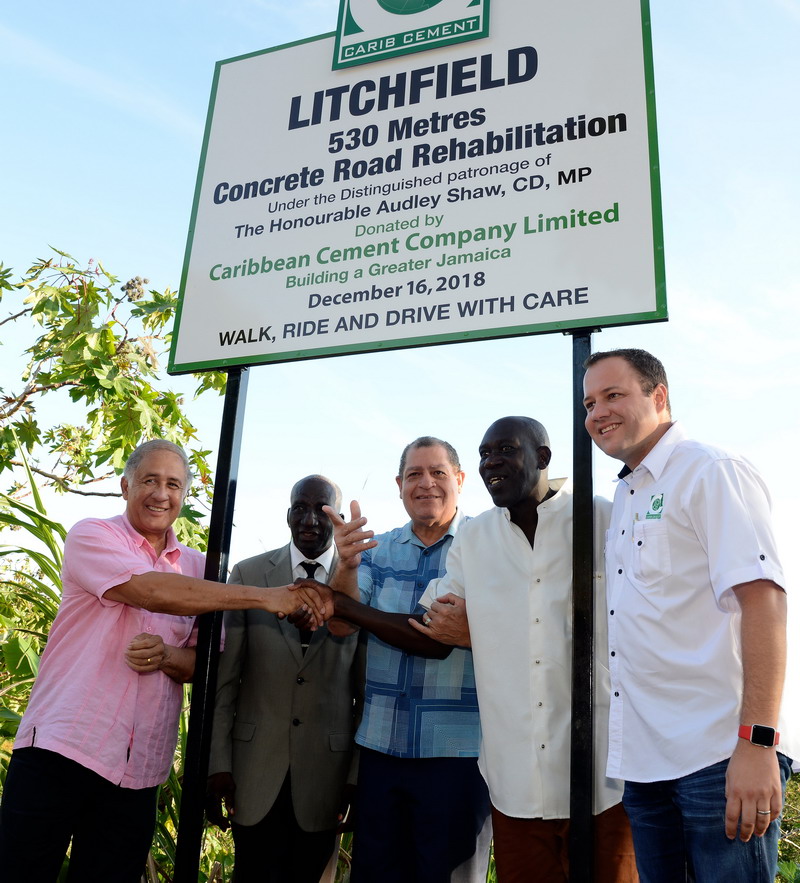 CARIB CEMENT
LITCHFIELD
530 Metres
Concrete Road Rehabilitation
Under the Distinguished patronage of
The Honourable Audley Shaw, CD, MP
Donated by
Caribbean Cement Company Limited
Building a Greater Jamaica
December 16, 2018
WALK, RIDE AND DRIVE WITH CARE